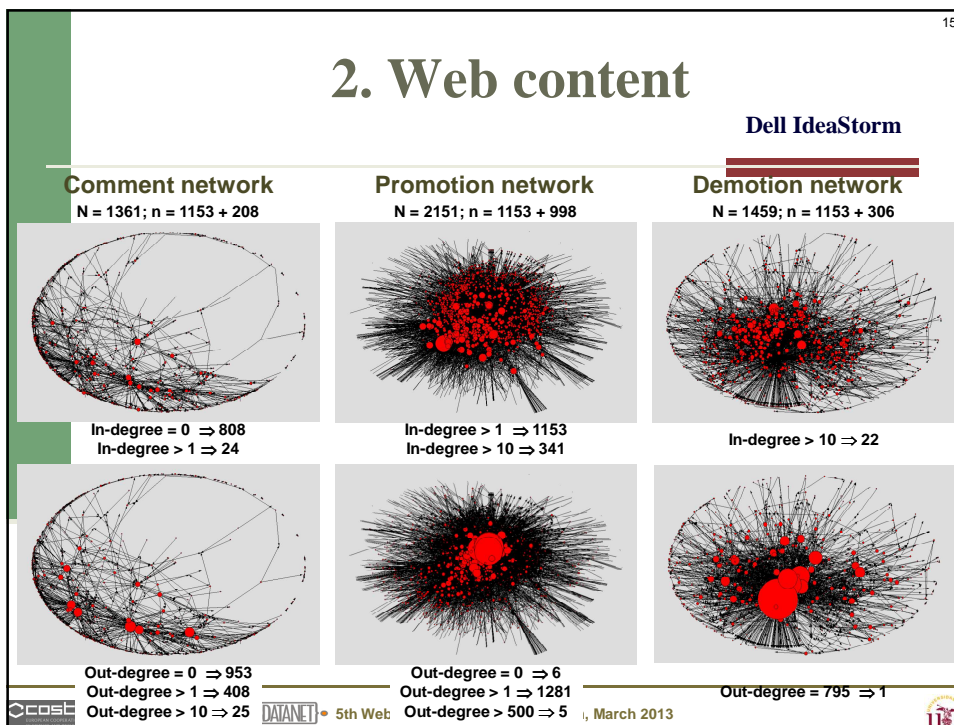 15
2. Web content
Dell IdeaStorm
Comment network
N = 1361; n = 1153 + 208
In-degree = 0 ⇒ 808
In-degree > 1 ⇒ 24
Out-degree = 0 ⇒ 953
Out-degree > 1 ⇒ 408
Out-degree > 10 ⇒ 25
Promotion network
N = 2151; n = 1153 + 998
In-degree > 1 ⇒ 1153
In-degree > 10 ⇒ 341
Out-degree = 0 ⇒ 6
Out-degree > 1 ⇒ 1281
Out-degree > 500 ⇒ 5
Demotion network
N = 1459; n = 1153 + 306
In-degree > 10 ⇒ 22
Out-degree = 795 ⇒ 1
cost
DATANET 5th Web , March 2013